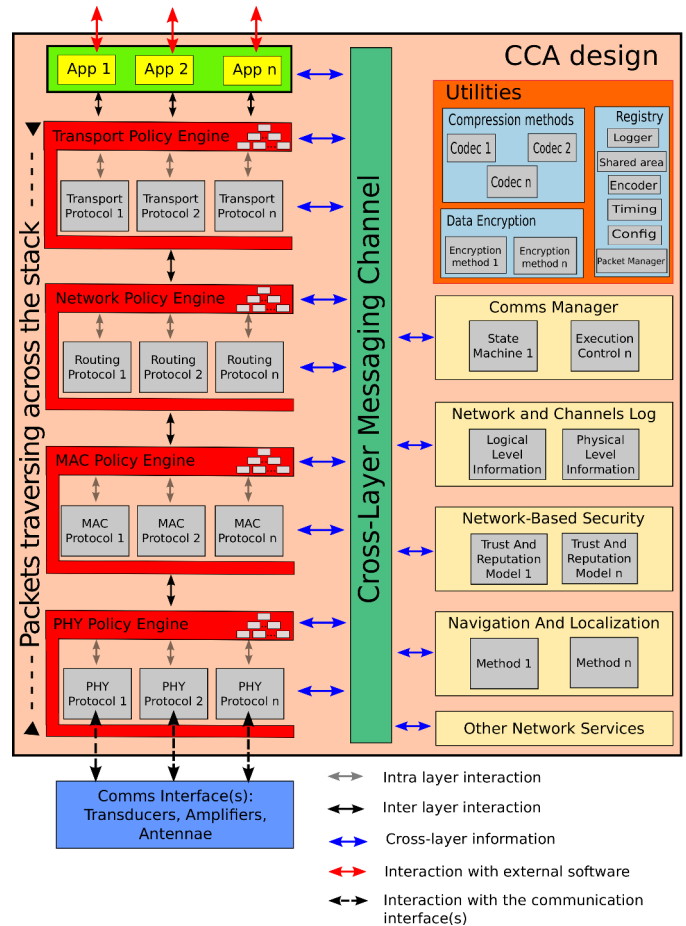 CCA design
App 1
App 2
App n
Transport Policy Engine
Transport
Protocol 1
Transport
Protocol 2
Transport
Protocol n
Network Policy Engine
Routing
Protocol 1
Routing
Protocol 2
Routing
Protocol n
MAC Policy Engine
MAC
Protocol 1
MAC
Protocol 2
MAC
Protocol n
PHY Policy Engine
PHY
Protocol 1
PHY
Protocol 2
PHY
Protocol n
Packets traversing across the stack
Cross-Layer Messaging Channel
Utilities
Compression methods
Codec 1
Codec 2
Codec n
Data Encryption
Encryption
method 1
Encryption
method n
Registry
Logger
Shared area
Encoder
Timing
Config
Packet Manager
Comms Manager
State
Machine 1
Execution
Control n
Network and Channels Log
Logical
Level
Information
Physical
Level
Information
Network-Based Security
Trust And
Reputation
Model 1
Trust And
Reputation
Model n
Navigation And Localization
Method 1
Method n
Other Network Services
Comms Interface(s):
Transducers, Amplifiers,
Antennae
Intra layer interaction
Inter layer interaction
Cross-layer information
Interaction with external software
Interaction with the communication
interface(s)